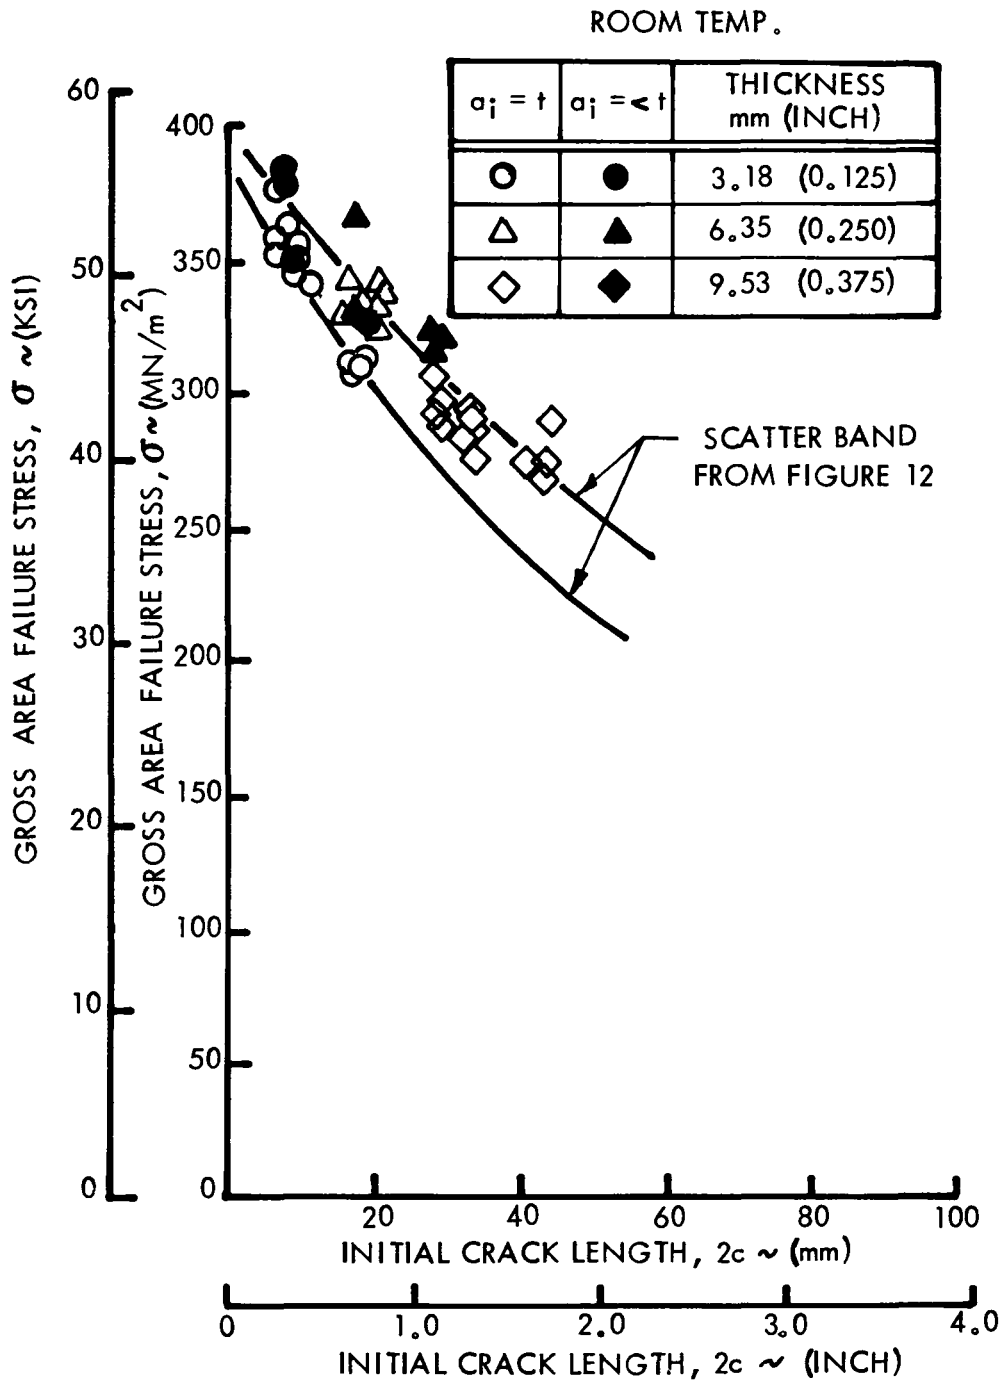 ROOM TEMP.
ai = t ai = < t THICKNESS
mm (INCH)
3.18 (0.125)
6.35 (0.250)
9.53 (0.375)
SCATTER BAND
FROM FIGURE 12
GROSS AREA FAILURE STRESS, σ ~ (KSI)
60
50
40
30
20
10
0
GROSS AREA FAILURE STRESS, σ ~ (MN/m²)
400
350
300
250
200
150
100
50
0
20 40 60 80 100
INITIAL CRACK LENGTH, 2c ~ (mm)
0 1.0 2.0 3.0 4.0
INITIAL CRACK LENGTH, 2c ~ (INCH)